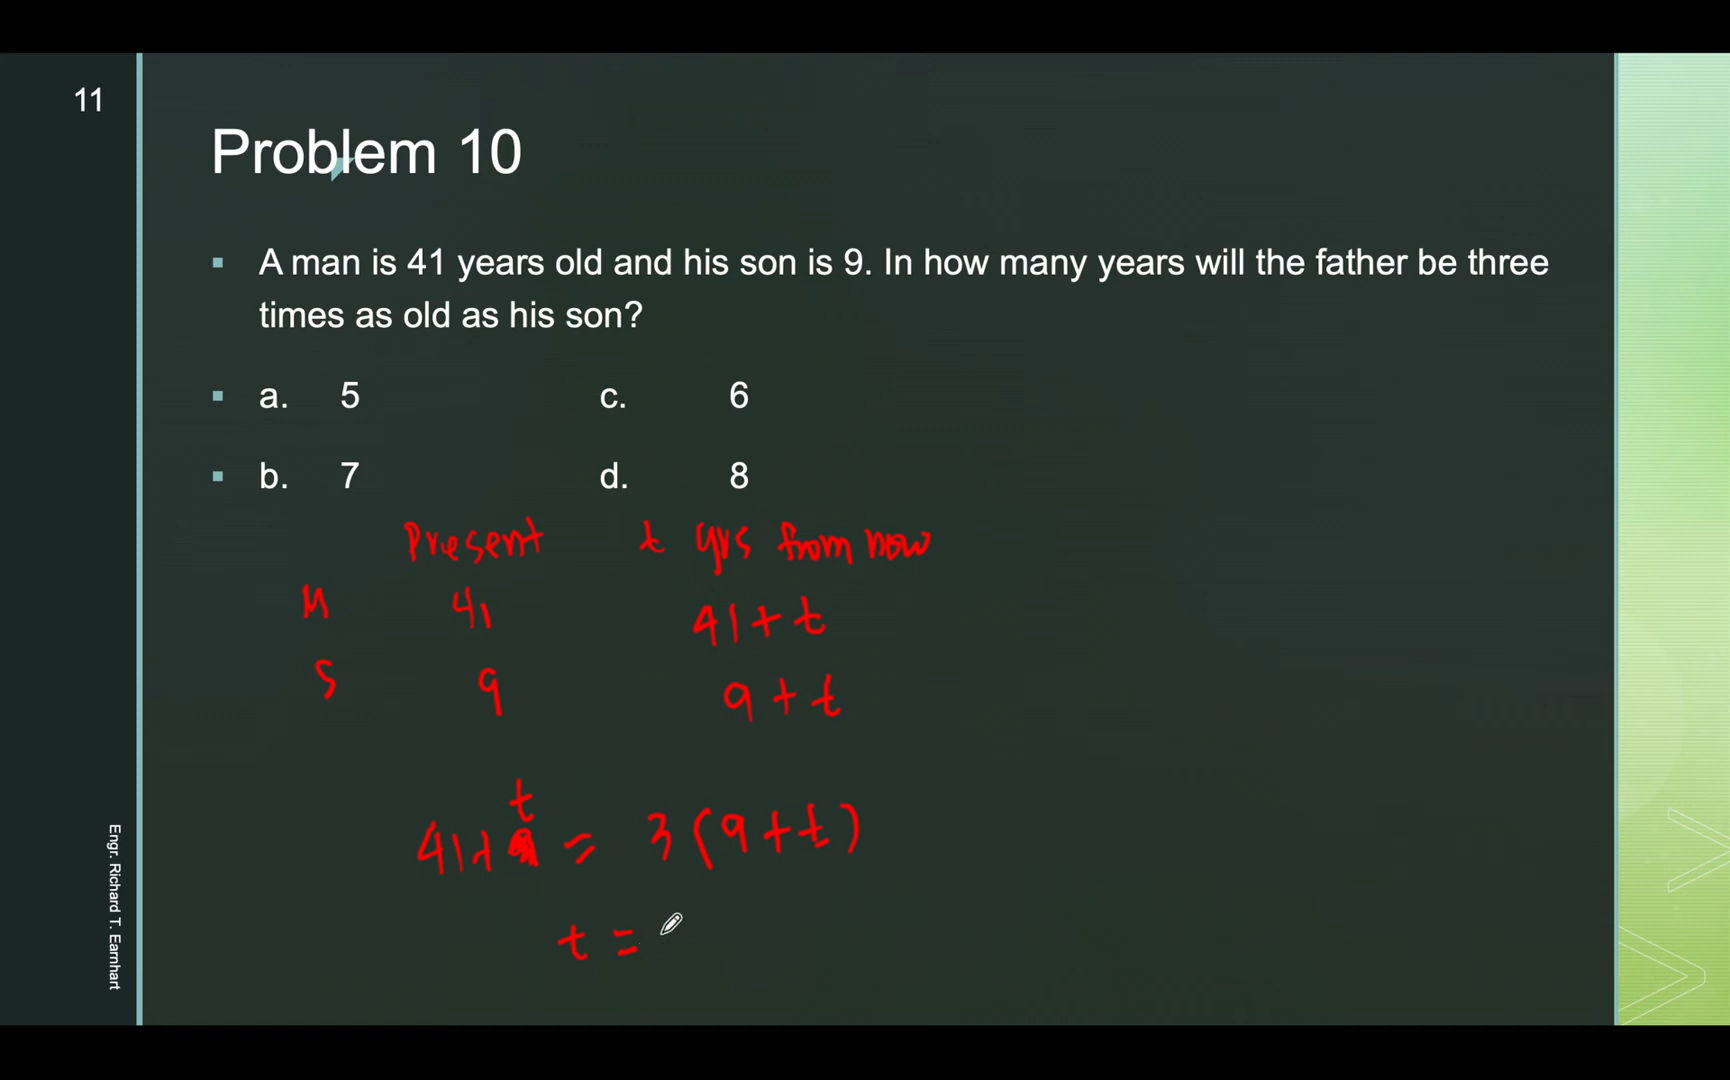 11
Problem 10
A man is 41 years old and his son is 9. In how many years will the father be three
times as old as his son?
a. 5 c. 6
b. 7 d. 8
Present t yrs from now
M 41 41 + t
S 9 9 + t
t
41 + = 3 (9 + t)
t =
Engr. Richard T. Earnhart